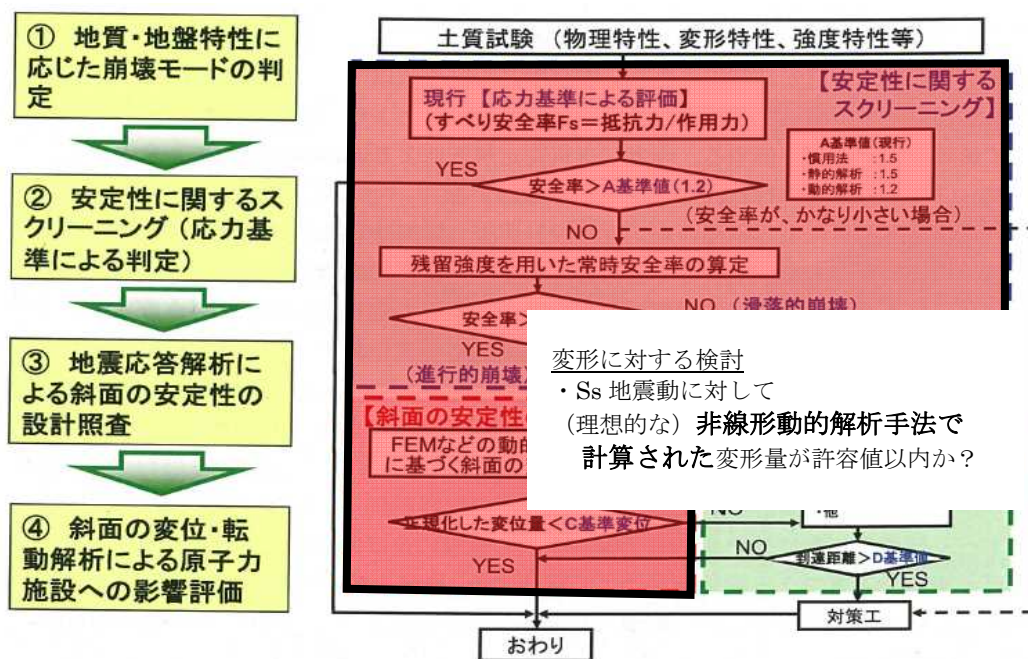 ① 地質・地盤特性に
応じた崩壊モードの判
定
② 安定性に関するス
クリーニング（応力基
準による判定）
③ 地震応答解析に
よる斜面の安定性の
設計照査
④ 斜面の変位・転
動解析による原子力
施設への影響評価
土質試験 （物理特性、変形特性、強度特性等）
【安定性に関する
スクリーニング】
現行 【応力基準による評価】
（すべり安全率Fs＝抵抗力/作用力）
A基準値（現行）
・慣用法 ：1.5
・静的解析 ：1.5
・動的解析 ：1.2
YES
安全率＞A基準値（1.2）
（安全率が、かなり小さい場合）
NO
残留強度を用いた常時安全率の算定
安全率＞
NO （滑落的崩壊）
YES
（進行的崩壊）
変形に対する検討
・Ss 地震動に対して
（理想的な）非線形動的解析手法で
計算された変形量が許容値以内か？
【斜面の安定性の
FEMなどの動的
に基づく斜面の
・他
正規化した変位量＜C基準変位
NO
YES
NO
到達距離＞D基準値
YES
対策工
おわり